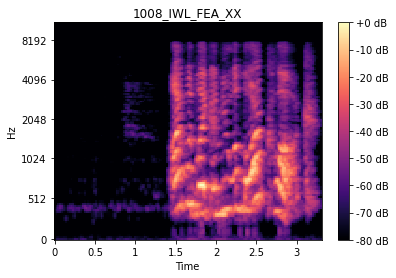 1008_IWL_FEA_XX
Hz
8192
4096
2048
1024
512
0
0 0.5 1 1.5 2 2.5 3
Time
+0 dB
-10 dB
-20 dB
-30 dB
-40 dB
-50 dB
-60 dB
-70 dB
-80 dB